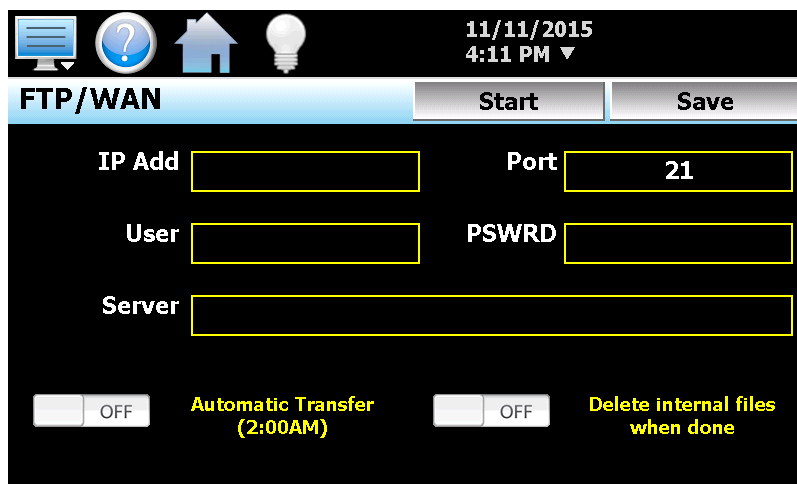 ?
11/11/2015
4:11 PM ▼
FTP/WAN
Start
Save
IP Add
Port
21
User
PSWRD
Server
OFF
Automatic Transfer
(2:00AM)
OFF
Delete internal files
when done